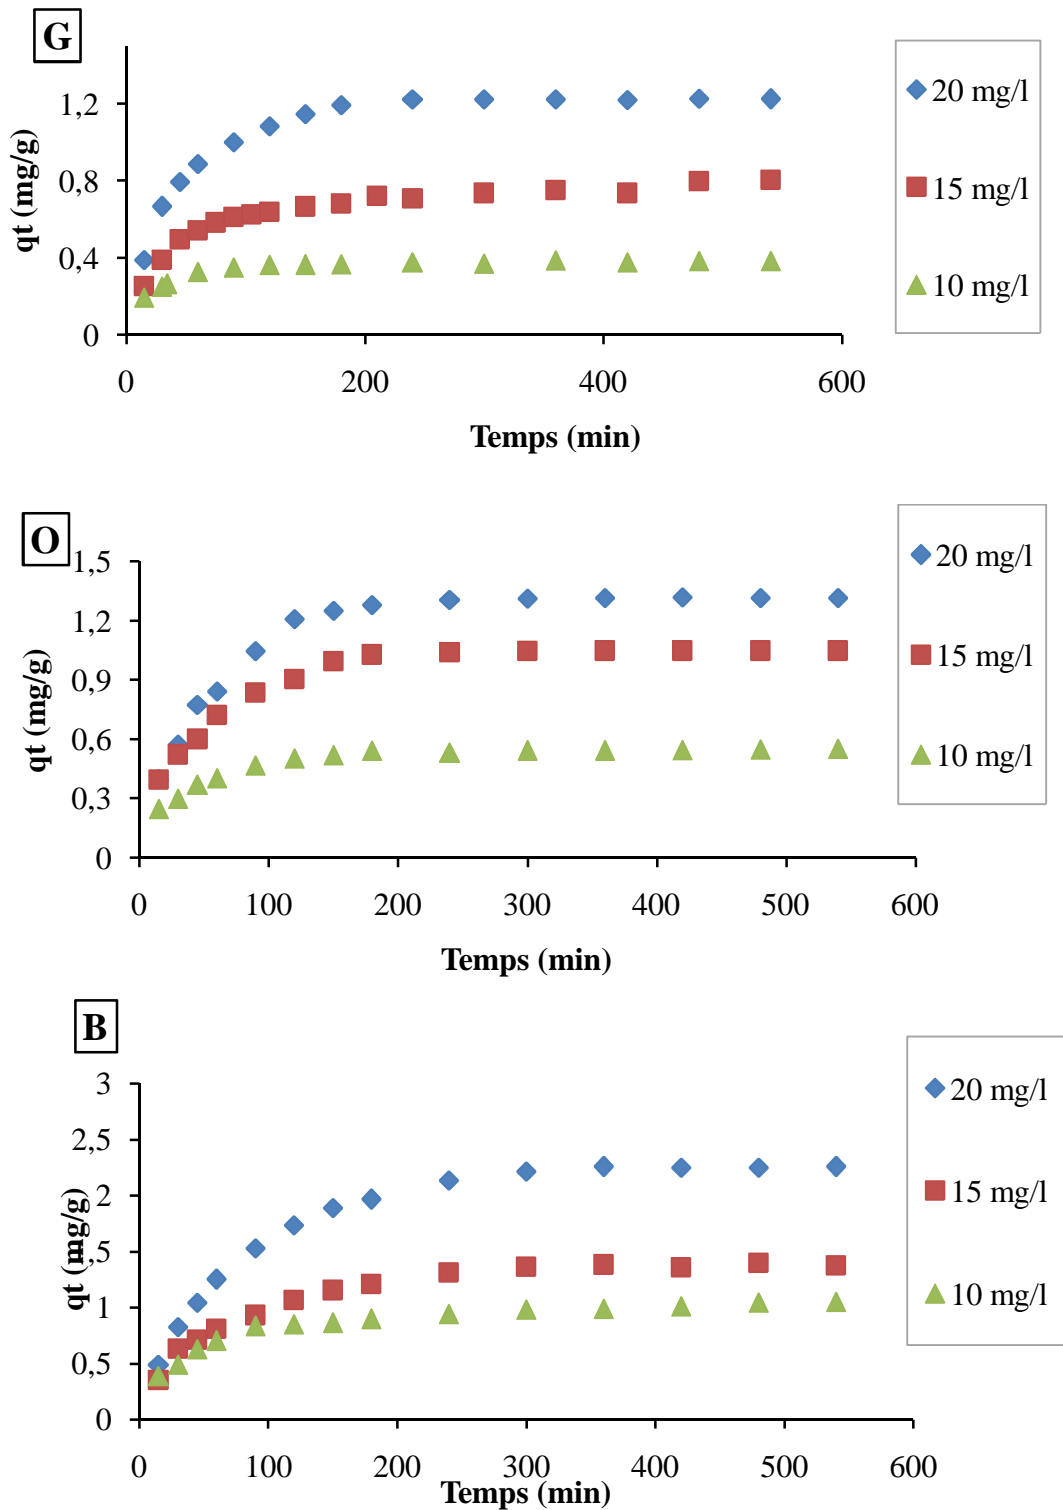 G
1,2
0,8
0,4
0
qt (mg/g)
0 200 400 600
Temps (min)
20 mg/l
15 mg/l
10 mg/l
O
1,5
1,2
0,9
0,6
0,3
0
qt (mg/g)
0 100 200 300 400 500 600
Temps (min)
20 mg/l
15 mg/l
10 mg/l
B
3
2,5
2
1,5
1
0,5
0
qt (mg/g)
0 100 200 300 400 500 600
Temps (min)
20 mg/l
15 mg/l
10 mg/l